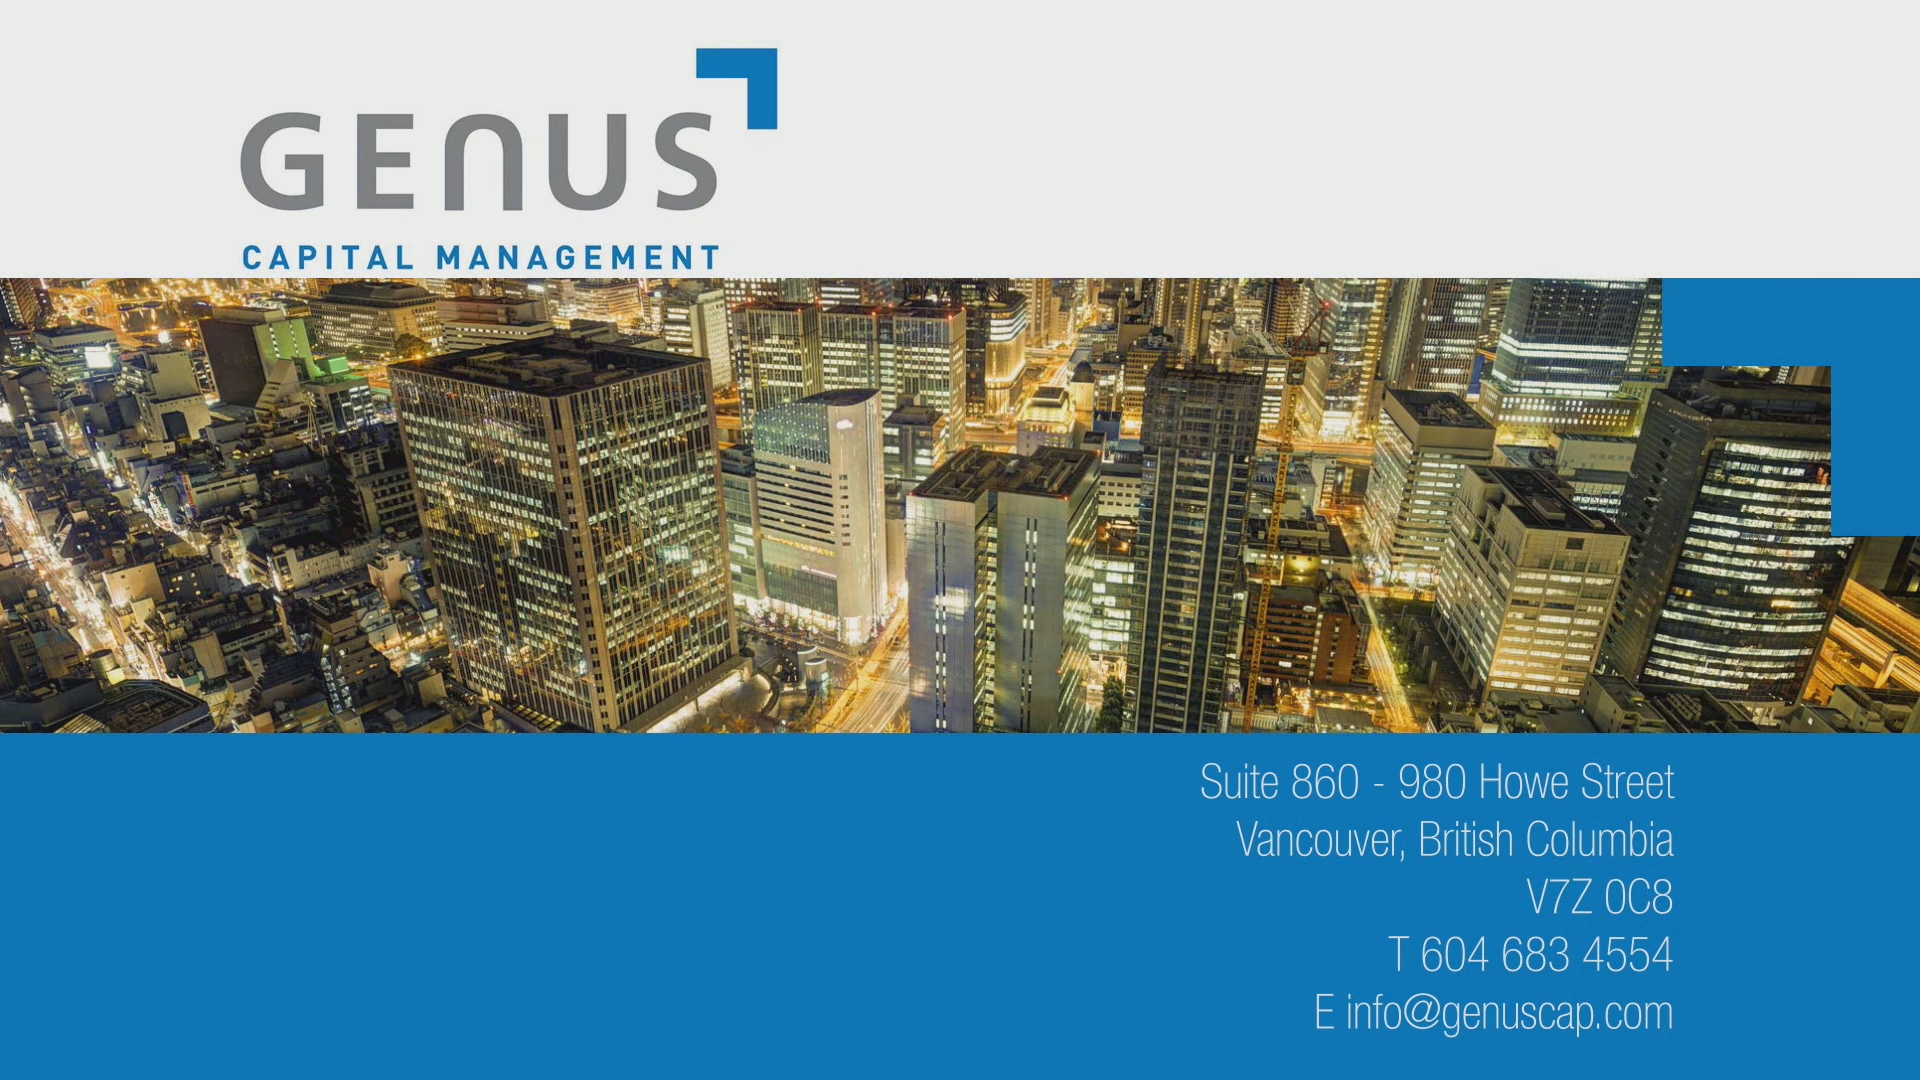 GENUS
CAPITAL MANAGEMENT
Suite 860 - 980 Howe Street
Vancouver, British Columbia
V7Z 0C8
T 604 683 4554
E info@genuscap.com